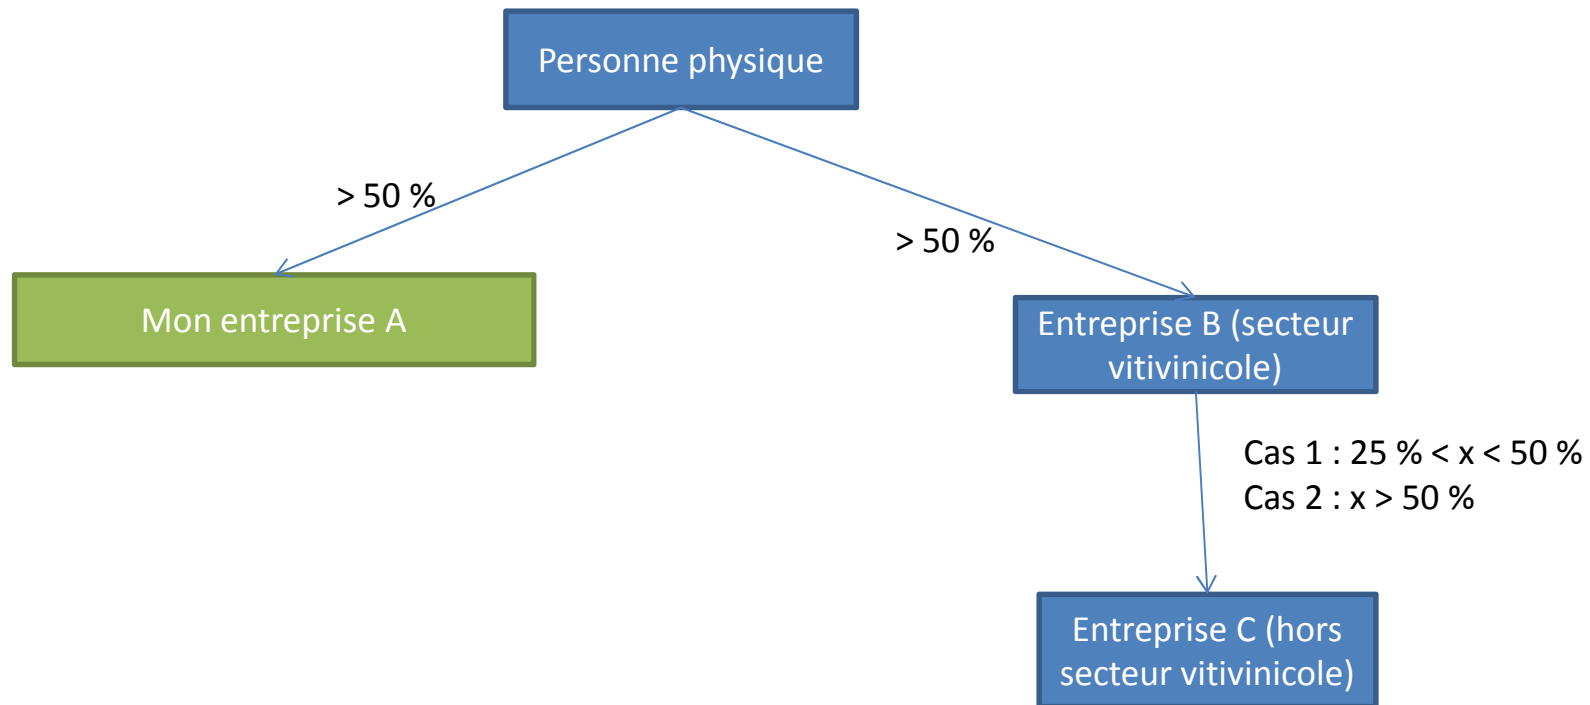 Personne physique
> 50 %
> 50 %
Mon entreprise A
Entreprise B (secteur
vitivinicole)
Cas 1 : 25 % < x < 50 %
Cas 2 : x > 50 %
Entreprise C (hors
secteur vitivinicole)